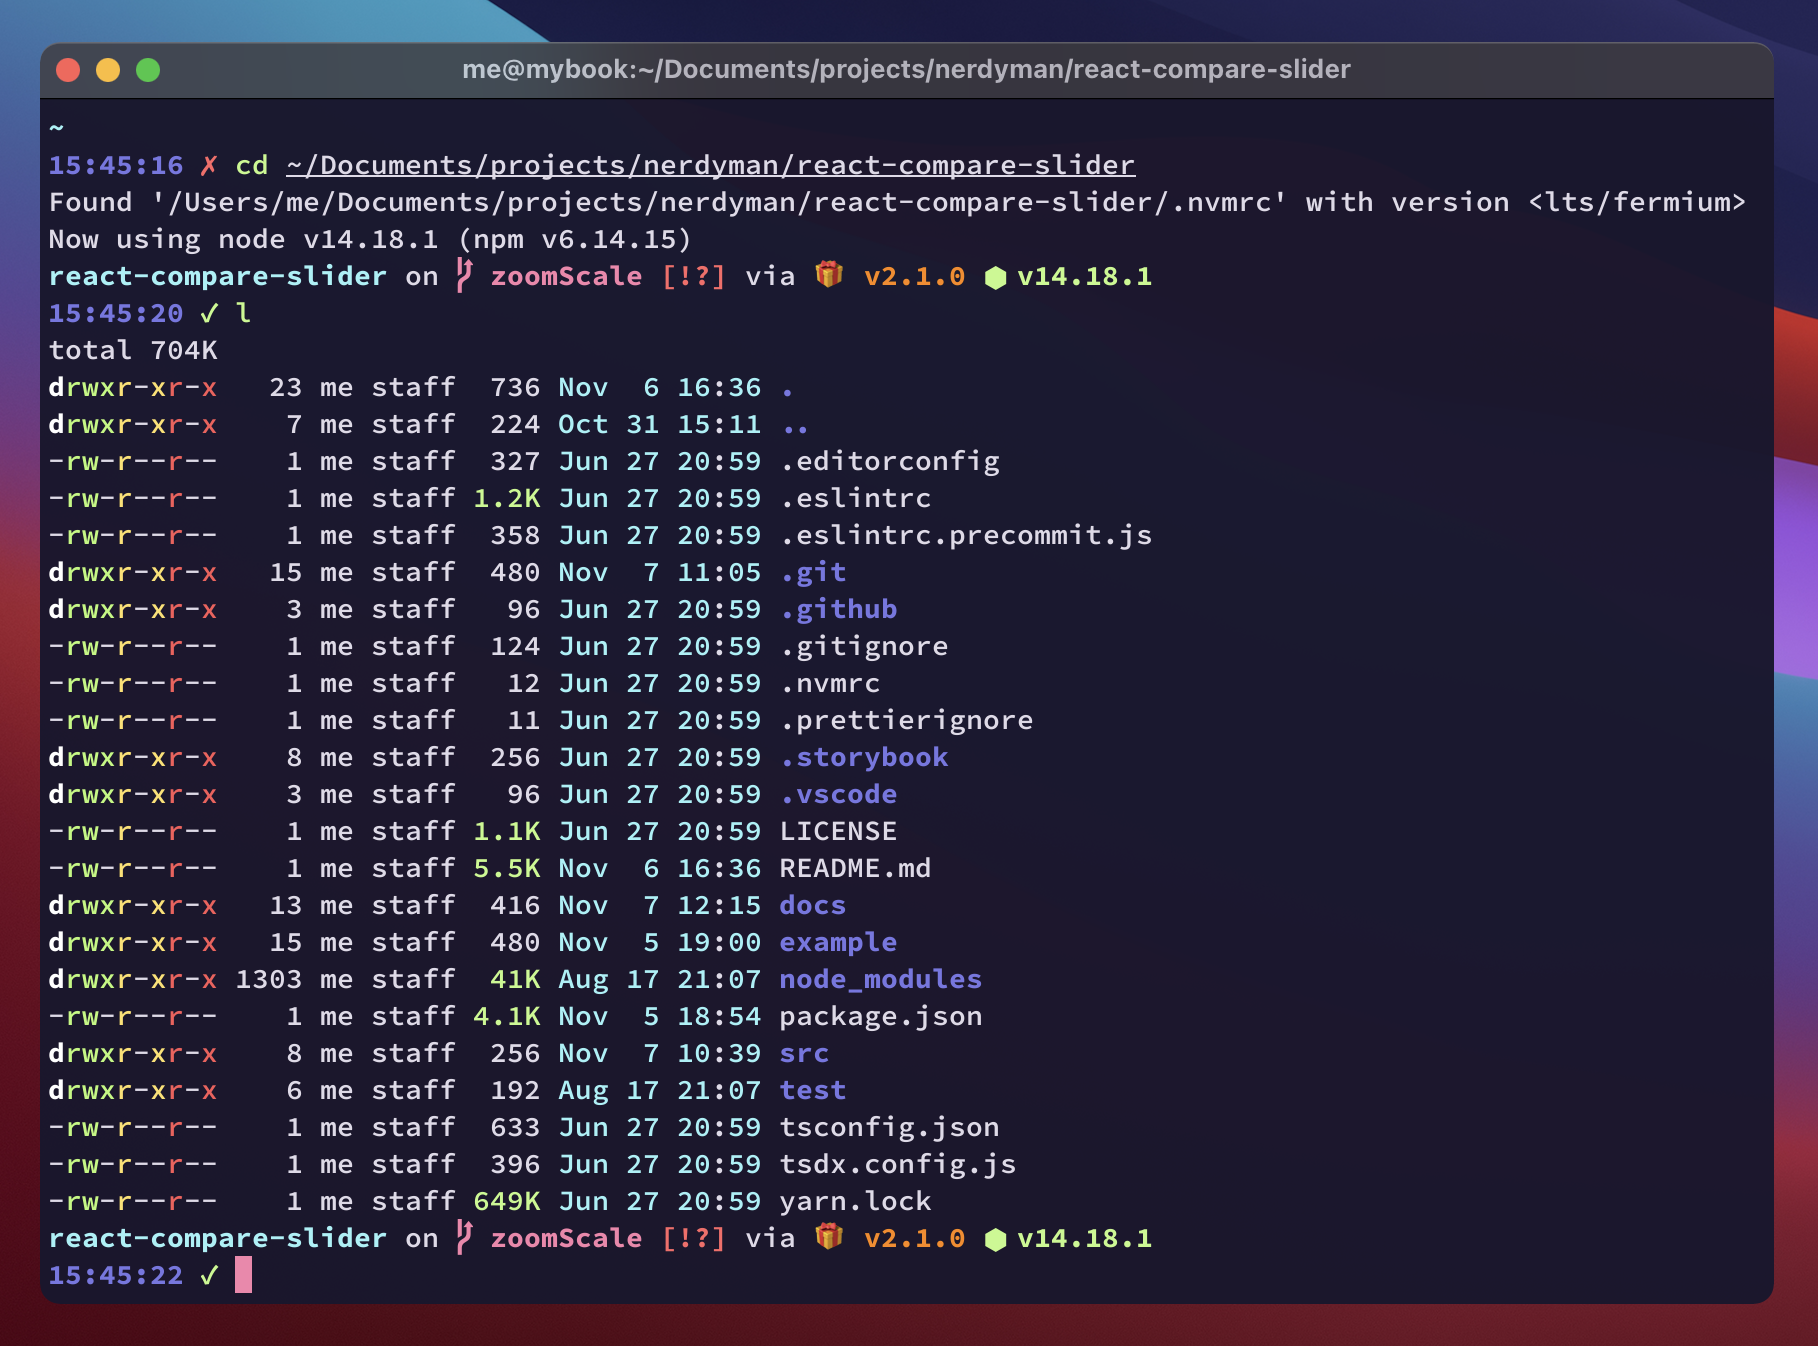 me@mybook:~/Documents/projects/nerdyman/react-compare-slider
~
15:45:16 ✗ cd ~/Documents/projects/nerdyman/react-compare-slider
Found '/Users/me/Documents/projects/nerdyman/react-compare-slider/.nvmrc' with version <lts/fermium>
Now using node v14.18.1 (npm v6.14.15)
react-compare-slider on zoomScale [!?] via 🎁 v2.1.0 ⬢ v14.18.1
15:45:20 ✓ l
total 704K
drwxr-xr-x   23 me staff  736 Nov  6 16:36 .
drwxr-xr-x    7 me staff  224 Oct 31 15:11 ..
-rw-r--r--    1 me staff  327 Jun 27 20:59 .editorconfig
-rw-r--r--    1 me staff 1.2K Jun 27 20:59 .eslintrc
-rw-r--r--    1 me staff  358 Jun 27 20:59 .eslintrc.precommit.js
drwxr-xr-x   15 me staff  480 Nov  7 11:05 .git
drwxr-xr-x    3 me staff   96 Jun 27 20:59 .github
-rw-r--r--    1 me staff  124 Jun 27 20:59 .gitignore
-rw-r--r--    1 me staff   12 Jun 27 20:59 .nvmrc
-rw-r--r--    1 me staff   11 Jun 27 20:59 .prettierignore
drwxr-xr-x    8 me staff  256 Jun 27 20:59 .storybook
drwxr-xr-x    3 me staff   96 Jun 27 20:59 .vscode
-rw-r--r--    1 me staff 1.1K Jun 27 20:59 LICENSE
-rw-r--r--    1 me staff 5.5K Nov  6 16:36 README.md
drwxr-xr-x   13 me staff  416 Nov  7 12:15 docs
drwxr-xr-x   15 me staff  480 Nov  5 19:00 example
drwxr-xr-x 1303 me staff  41K Aug 17 21:07 node_modules
-rw-r--r--    1 me staff 4.1K Nov  5 18:54 package.json
drwxr-xr-x    8 me staff  256 Nov  7 10:39 src
drwxr-xr-x    6 me staff  192 Aug 17 21:07 test
-rw-r--r--    1 me staff  633 Jun 27 20:59 tsconfig.json
-rw-r--r--    1 me staff  396 Jun 27 20:59 tsdx.config.js
-rw-r--r--    1 me staff 649K Jun 27 20:59 yarn.lock
react-compare-slider on zoomScale [!?] via 🎁 v2.1.0 ⬢ v14.18.1
15:45:22 ✓